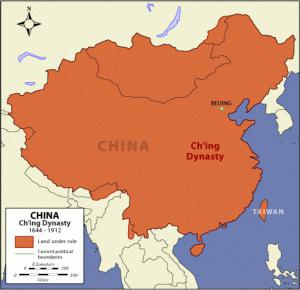 N
BEIJING
CHINA
Ch'ing
Dynasty
TAIWAN
CHINA
Ch'ing Dynasty
1644 - 1912
Land under rule
Current political
boundaries
0 Kilometers 500
0 Miles 500